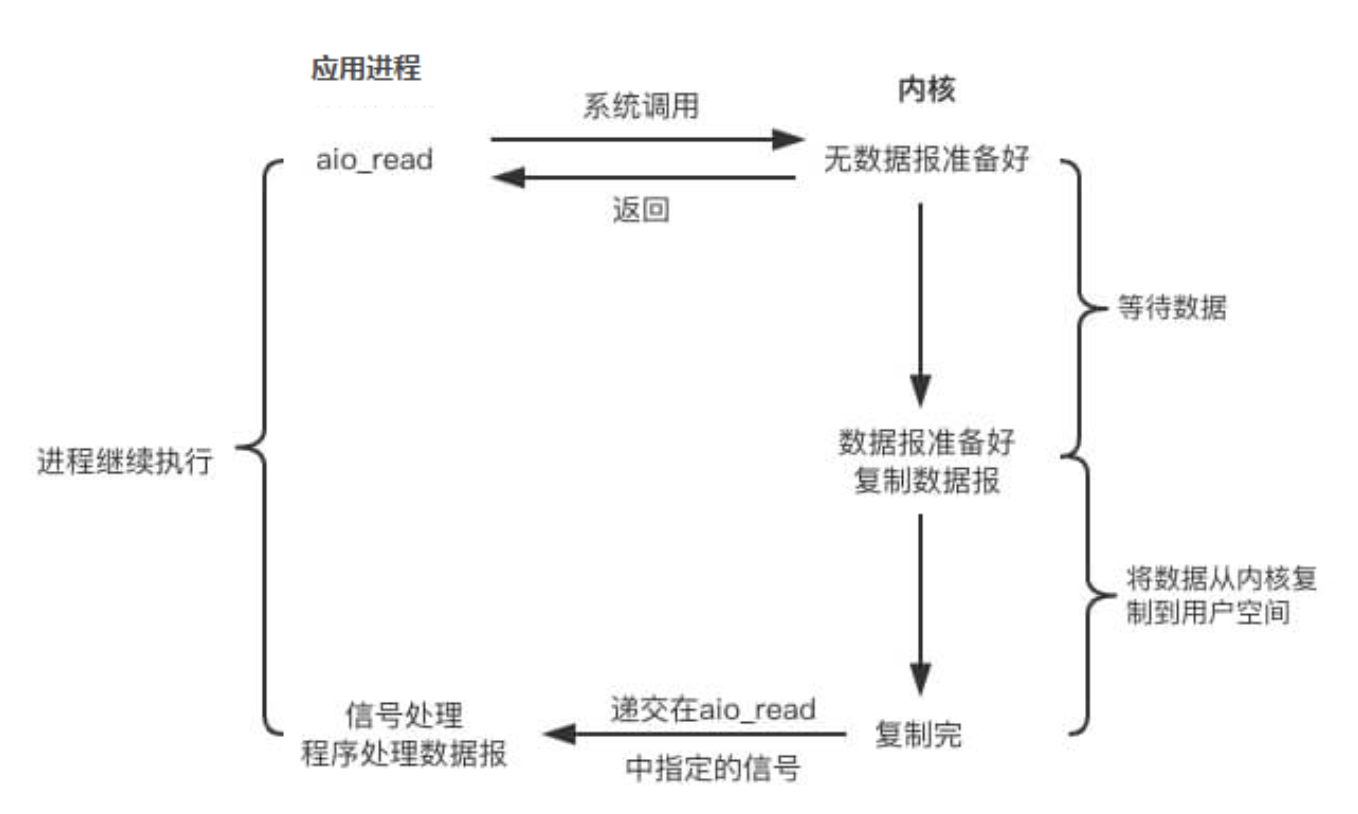 应用进程
内核
系统调用
aio_read
无数据报准备好
返回
等待数据
数据报准备好
复制数据报
进程继续执行
将数据从内核复
制到用户空间
信号处理
程序处理数据报
递交在aio_read
中指定的信号
复制完